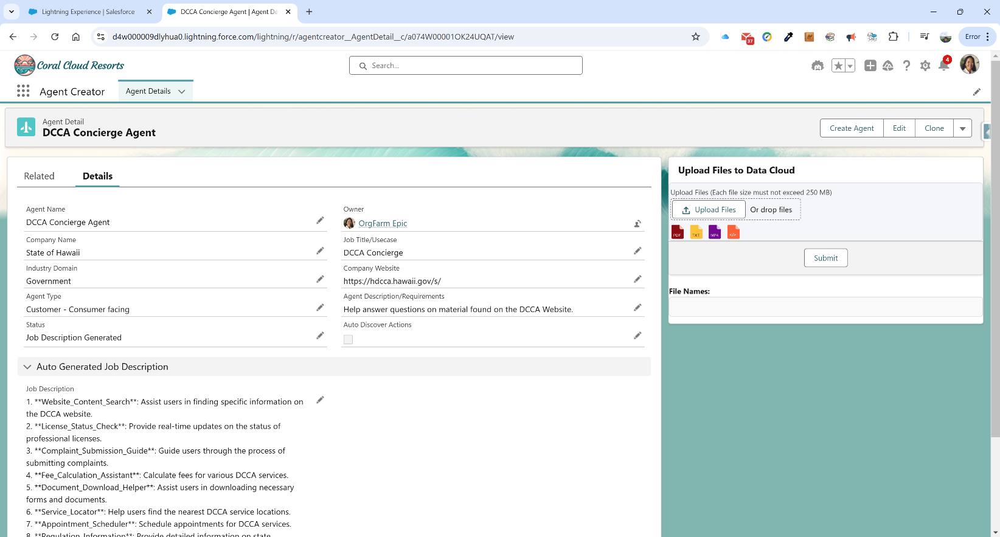 Lightning Experience | Salesforce
DCCA Concierge Agent | Agent De
d4w000009dlyhua0.lightning.force.com/lightning/r/agentcreator__AgentDetail__c/a074W00001OK24UQAT/view
37
Error
Coral Cloud Resorts
Search...
4
Agent Creator
Agent Details
Agent Detail
DCCA Concierge Agent
Create Agent
Edit
Clone
Related
Details
Agent Name
DCCA Concierge Agent
Owner
OrgFarm Epic
Company Name
State of Hawaii
Job Title/Usecase
DCCA Concierge
Industry Domain
Government
Company Website
https://hdcca.hawaii.gov/s/
Agent Type
Customer - Consumer facing
Agent Description/Requirements
Help answer questions on material found on the DCCA Website.
Status
Job Description Generated
Auto Discover Actions
Auto Generated Job Description
Job Description
1. **Website_Content_Search**: Assist users in finding specific information on
the DCCA website.
2. **License_Status_Check**: Provide real-time updates on the status of
professional licenses.
3. **Complaint_Submission_Guide**: Guide users through the process of
submitting complaints.
4. **Fee_Calculation_Assistant**: Calculate fees for various DCCA services.
5. **Document_Download_Helper**: Assist users in downloading necessary
forms and documents.
6. **Service_Locator**: Help users find the nearest DCCA service locations.
7. **Appointment_Scheduler**: Schedule appointments for DCCA services.
8. **Regulation_Information**: Provide detailed information on state
Upload Files to Data Cloud
Upload Files (Each file size must not exceed 250 MB)
Upload Files
Or drop files
PDF
TXT
MP4
</>
Submit
File Names: